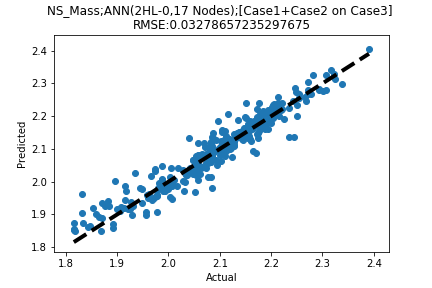 NS_Mass;ANN(2HL-0,17 Nodes);[Case1+Case2 on Case3]
RMSE:0.03278657235297675
2.4
2.3
2.2
2.1
2.0
1.9
1.8
Predicted
1.8 1.9 2.0 2.1 2.2 2.3 2.4
Actual